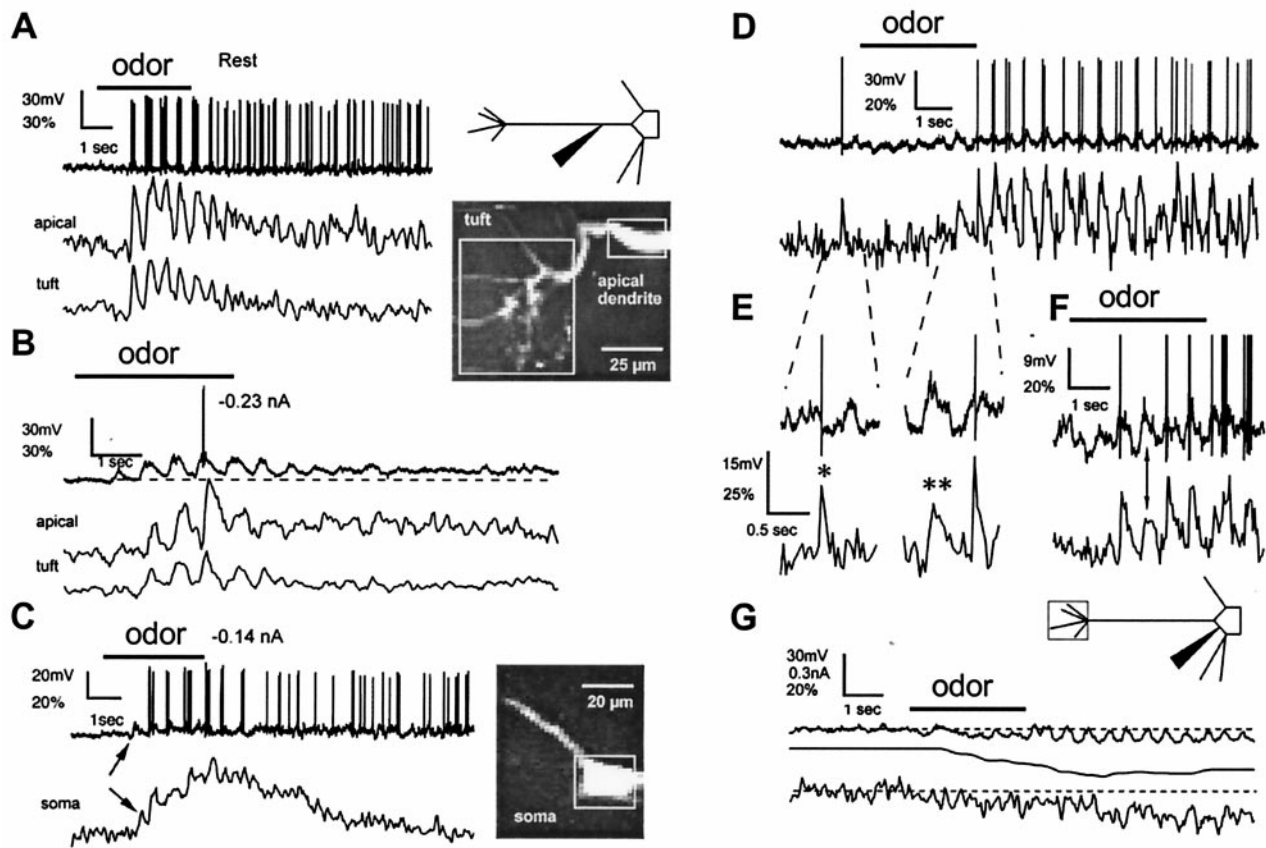 A
odor
Rest
30mV
30%
1 sec
apical
tuft
tuft
apical
dendrite
25 µm
B
odor
-0.23 nA
30mV
30%
1 sec
apical
tuft
C
odor
-0.14 nA
20mV
20%
1sec
soma
20 µm
soma
D
odor
30mV
20%
1 sec
E
*
**
15mV
25%
0.5 sec
F
odor
9mV
20%
1 sec
G
30mV
0.3nA
20%
1 sec
odor